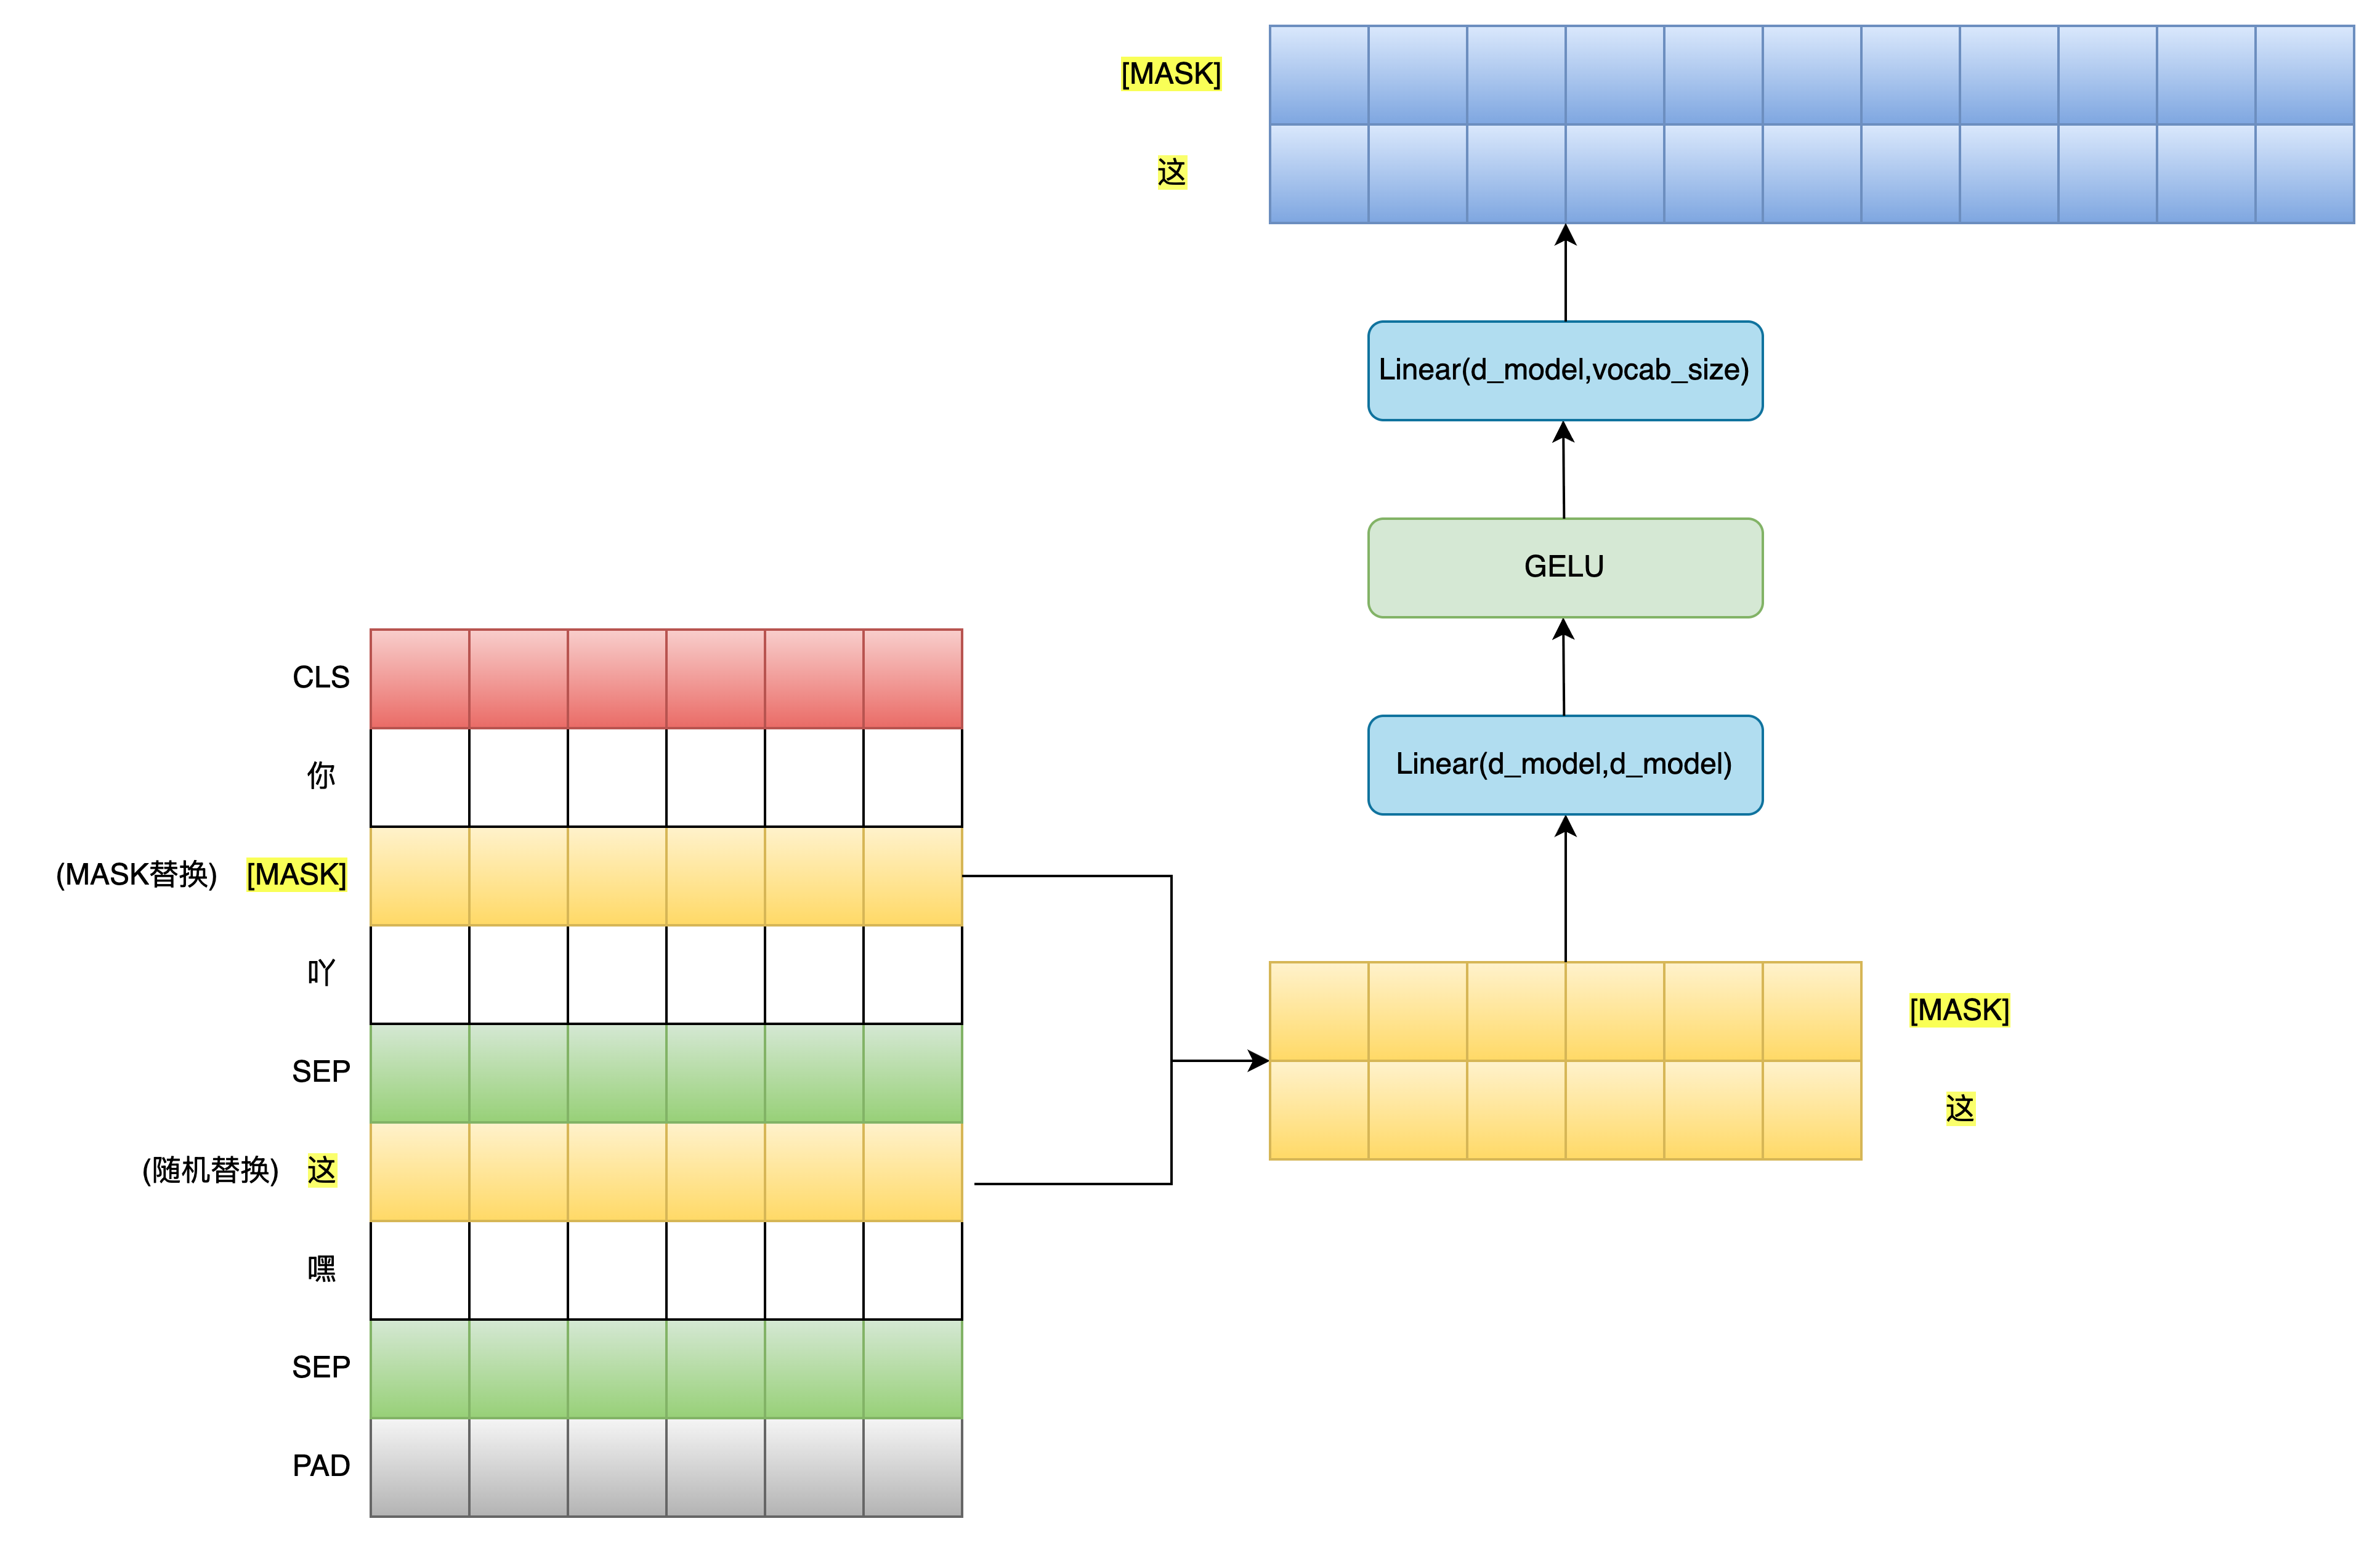 [MASK]
这
Linear(d_model,vocab_size)
GELU
Linear(d_model,d_model)
CLS
你
(MASK替换) [MASK]
吖
SEP
(随机替换) 这
嘿
SEP
PAD
[MASK]
这